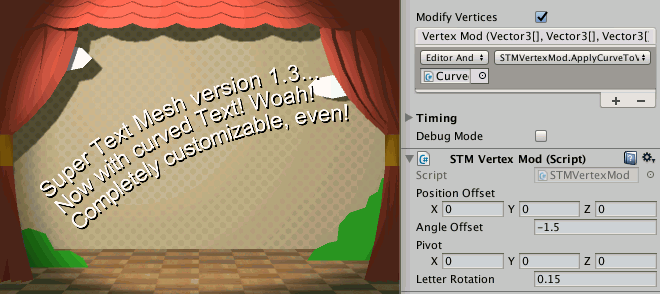 Super Text Mesh version 1.3...
Now with curved Text! Woah!
Completely customizable, even!
Modify Vertices
Vertex Mod (Vector3[], Vector3[], Vector3[]
Editor And STMVertexMod.ApplyCurveToV
Curve
Timing
Debug Mode
STM Vertex Mod (Script)
Script STMVertexMod
Position Offset
X 0 Y 0 Z 0
Angle Offset -1.5
Pivot
X 0 Y 0 Z 0
Letter Rotation 0.15